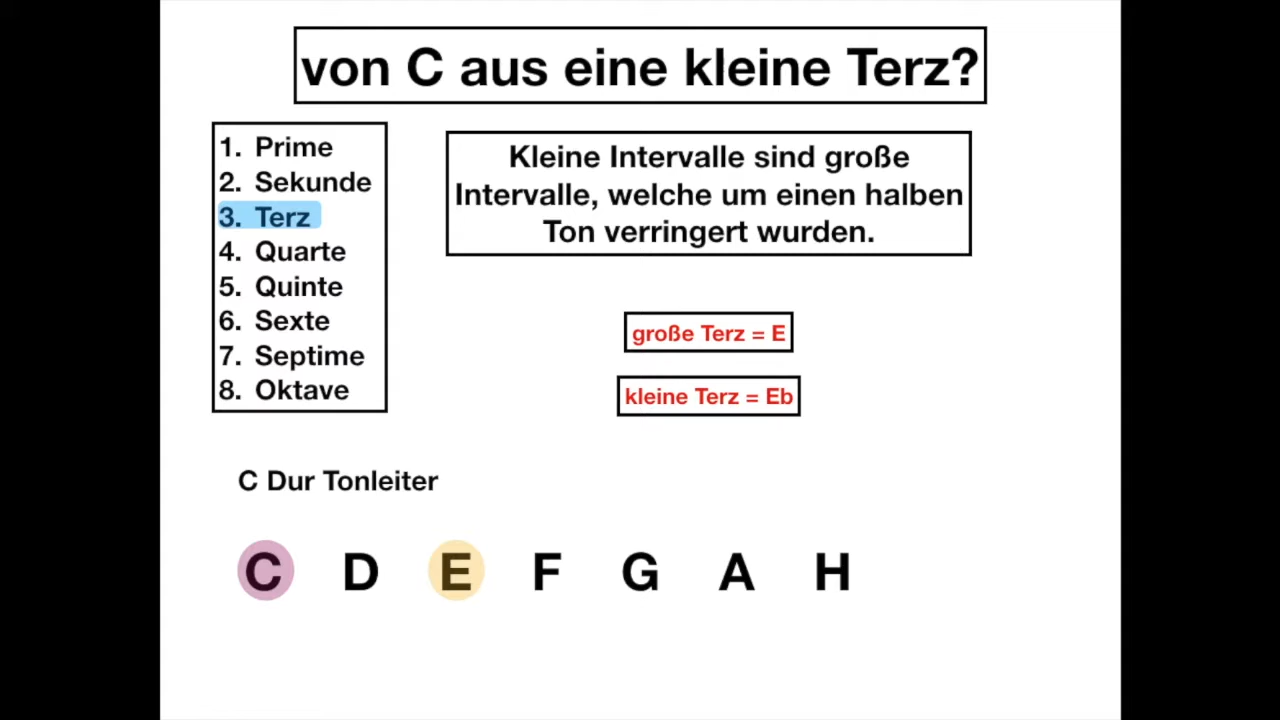 von C aus eine kleine Terz?
1. Prime
2. Sekunde
3. Terz
4. Quarte
5. Quinte
6. Sexte
7. Septime
8. Oktave
Kleine Intervalle sind große
Intervalle, welche um einen halben
Ton verringert wurden.
große Terz = E
kleine Terz = Eb
C Dur Tonleiter
C D E F G A H